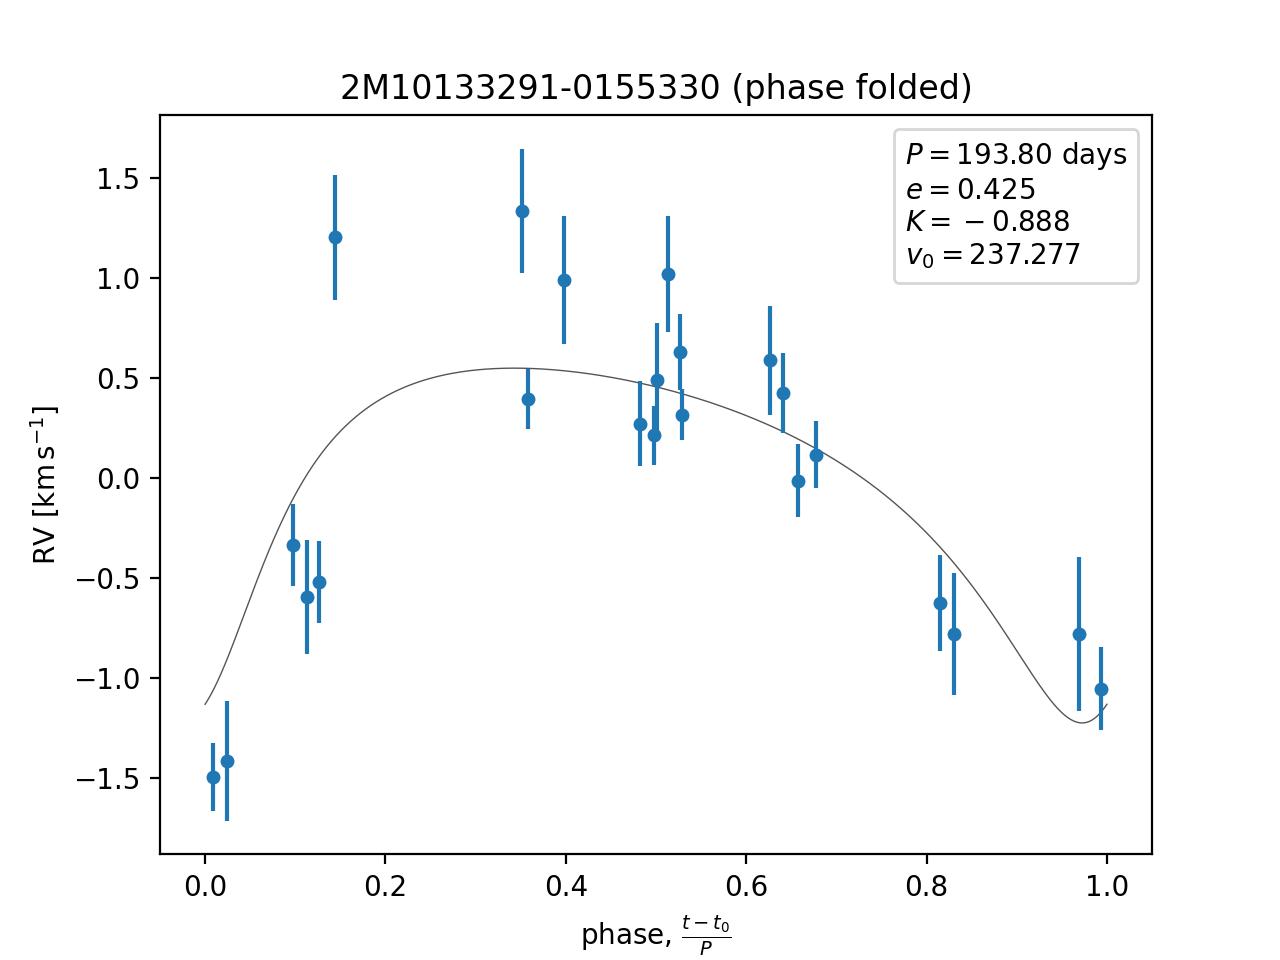 2M10133291-0155330 (phase folded)
P = 193.80 days
e = 0.425
K = −0.888
v₀ = 237.277
RV [km s⁻¹]
1.5
1.0
0.5
0.0
−0.5
−1.0
−1.5
0.0 0.2 0.4 0.6 0.8 1.0
phase, (t − t₀)/P